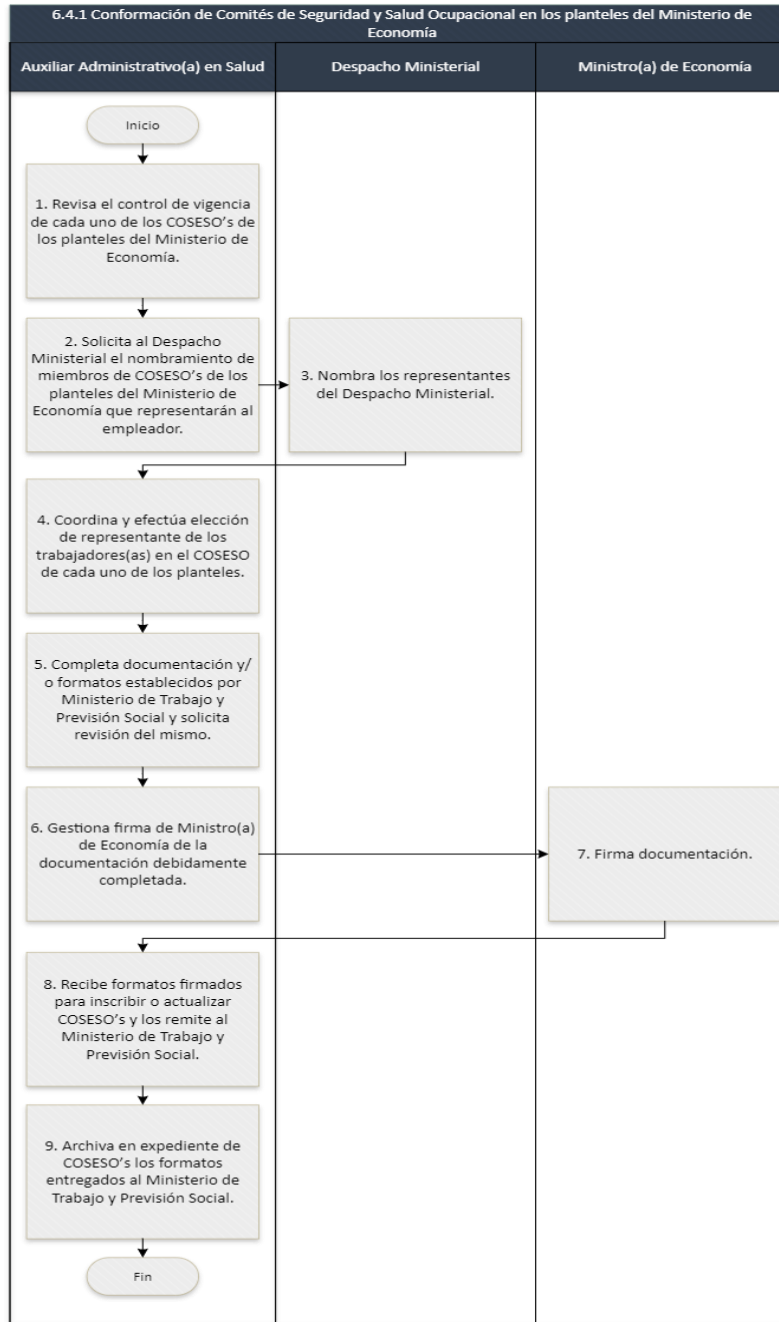 6.4.1 Conformación de Comités de Seguridad y Salud Ocupacional en los planteles del Ministerio de
Economía
Auxiliar Administrativo(a) en Salud
Despacho Ministerial
Ministro(a) de Economía
Inicio
1. Revisa el control de vigencia
de cada uno de los COSESO's de
los planteles del Ministerio de
Economía.
2. Solicita al Despacho
Ministerial el nombramiento de
miembros de COSESO's de los
planteles del Ministerio de
Economía que representarán al
empleador.
3. Nombra los representantes
del Despacho Ministerial.
4. Coordina y efectúa elección
de representante de los
trabajadores(as) en el COSESO
de cada uno de los planteles.
5. Completa documentación y/
o formatos establecidos por
Ministerio de Trabajo y
Previsión Social y solicita
revisión del mismo.
6. Gestiona firma de Ministro(a)
de Economía de la
documentación debidamente
completada.
7. Firma documentación.
8. Recibe formatos firmados
para inscribir o actualizar
COSESO's y los remite al
Ministerio de Trabajo y
Previsión Social.
9. Archiva en expediente de
COSESO's los formatos
entregados al Ministerio de
Trabajo y Previsión Social.
Fin